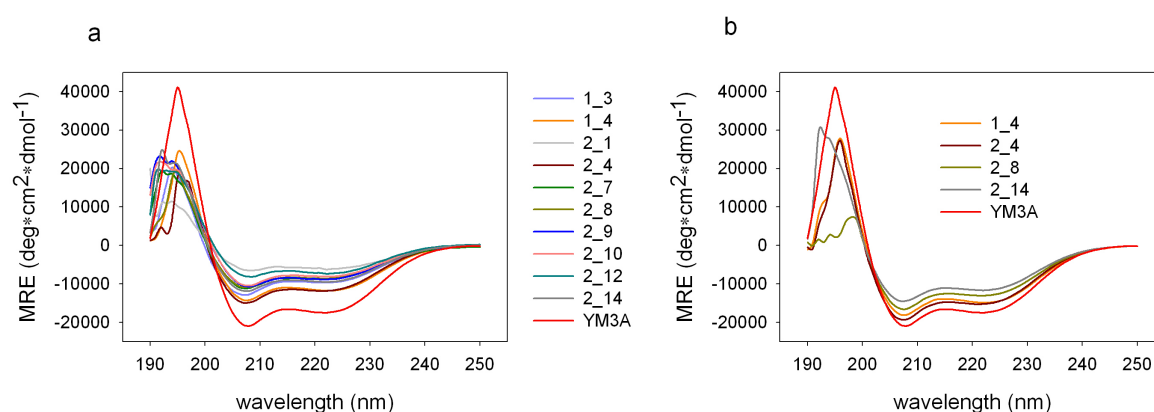 a
MRE (deg*cm2*dmol-1)
40000
30000
20000
10000
0
-10000
-20000
190 200 210 220 230 240 250
wavelength (nm)
1_3
1_4
2_1
2_4
2_7
2_8
2_9
2_10
2_12
2_14
YM3A
b
MRE (deg*cm2*dmol-1)
40000
30000
20000
10000
0
-10000
-20000
190 200 210 220 230 240 250
wavelength (nm)
1_4
2_4
2_8
2_14
YM3A